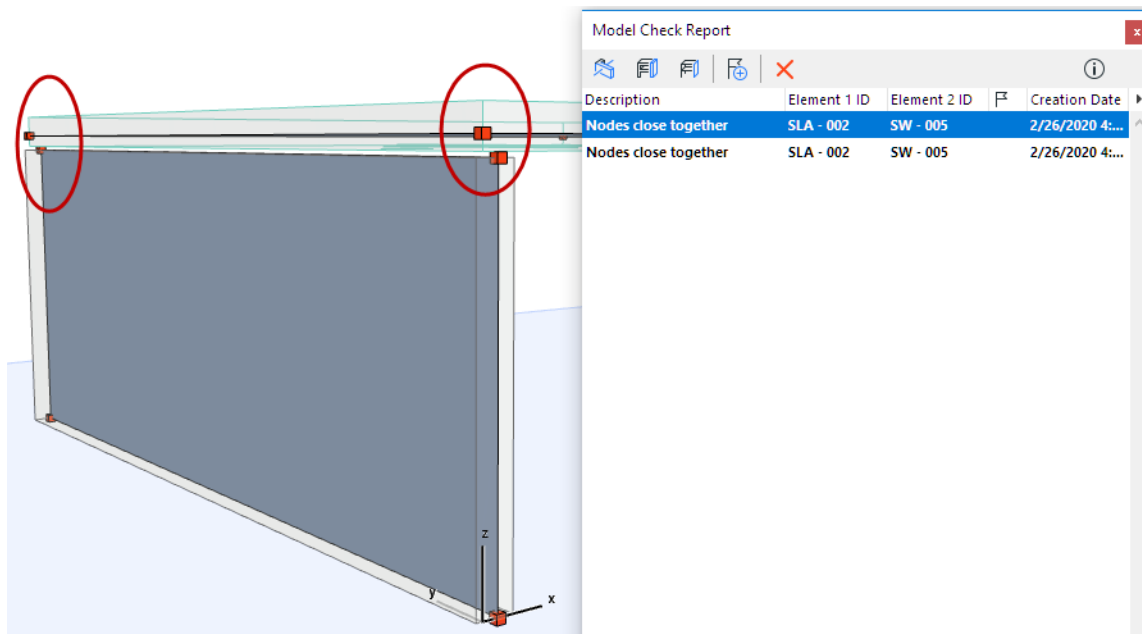 Model Check Report
x
Description Element 1 ID Element 2 ID Creation Date
Nodes close together SLA - 002 SW - 005 2/26/2020 4:...
Nodes close together SLA - 002 SW - 005 2/26/2020 4:...
z
y
x